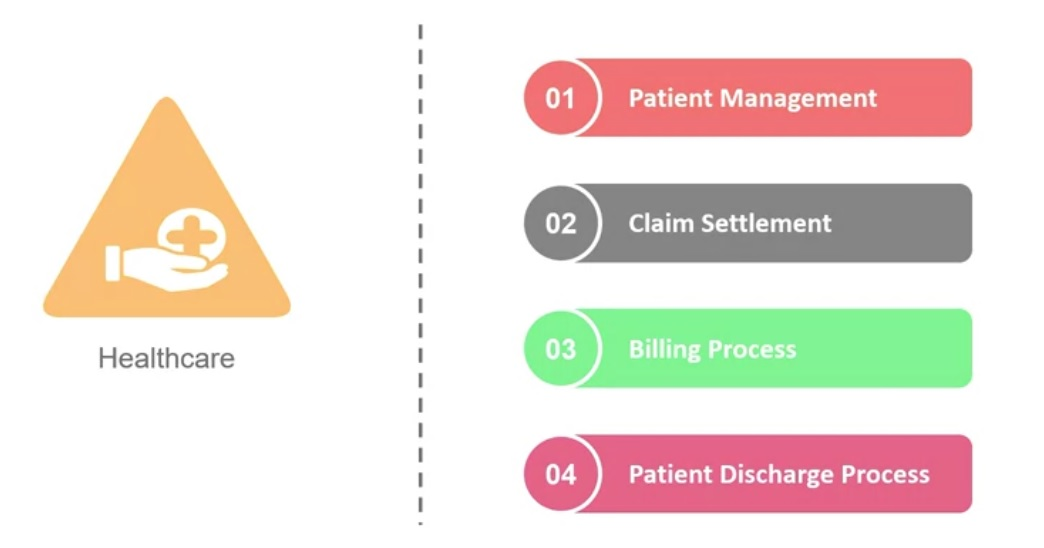 Healthcare
01 Patient Management
02 Claim Settlement
03 Billing Process
04 Patient Discharge Process